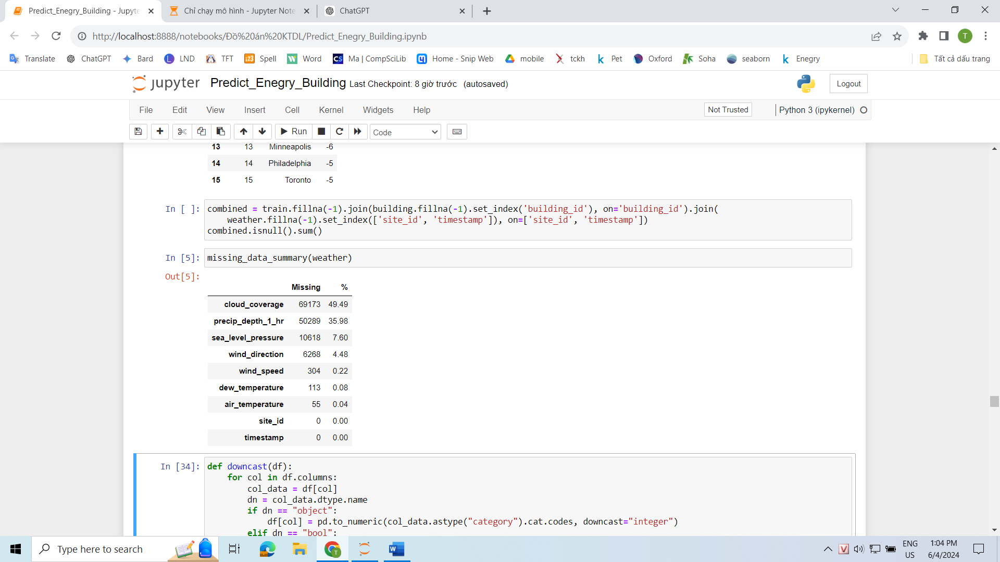 Predict_Enegry_Building - Jupyte
Chỉ chạy mô hình - Jupyter Note
ChatGPT
http://localhost:8888/notebooks/Đồ%20án%20KTDL/Predict_Enegry_Building.ipynb
T
Translate ChatGPT Bard LND TFT Spell Word Ma | CompSciLib Home - Snip Web mobile tckh Pet Oxford Soha seaborn Enegry Tất cả dấu trang
jupyter Predict_Enegry_Building Last Checkpoint: 8 giờ trước (autosaved)
Logout
File Edit View Insert Cell Kernel Widgets Help
Not Trusted
Python 3 (ipykernel)
Run
Code
13 13 Minneapolis -6
14 14 Philadelphia -5
15 15 Toronto -5
In [ ]: combined = train.fillna(-1).join(building.fillna(-1).set_index('building_id'), on='building_id').join(
weather.fillna(-1).set_index(['site_id', 'timestamp']), on=['site_id', 'timestamp'])
combined.isnull().sum()
In [5]: missing_data_summary(weather)
Out[5]:
Missing %
cloud_coverage 69173 49.49
precip_depth_1_hr 50289 35.98
sea_level_pressure 10618 7.60
wind_direction 6268 4.48
wind_speed 304 0.22
dew_temperature 113 0.08
air_temperature 55 0.04
site_id 0 0.00
timestamp 0 0.00
In [34]: def downcast(df):
for col in df.columns:
col_data = df[col]
dn = col_data.dtype.name
if dn == "object":
df[col] = pd.to_numeric(col_data.astype("category").cat.codes, downcast="integer")
elif dn == "bool":
Type here to search
ENG
US
1:04 PM
6/4/2024